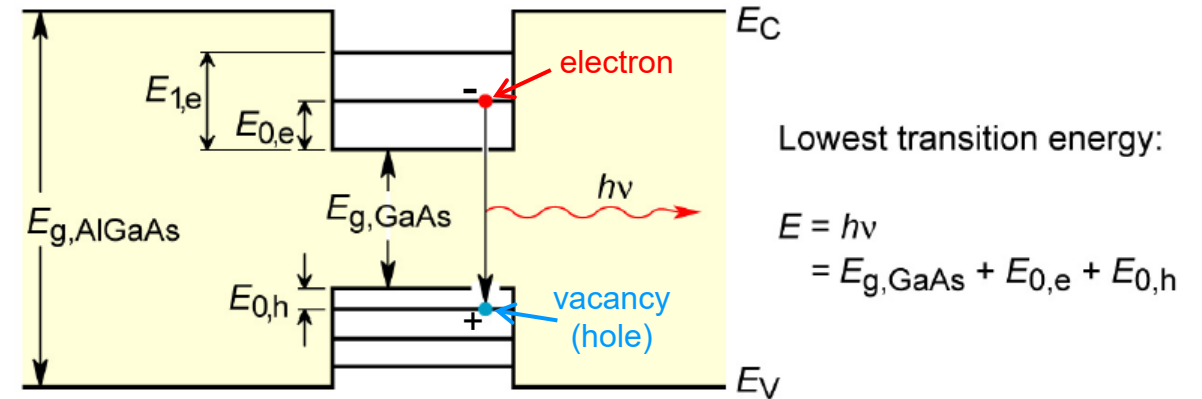 E_C
electron
-
E_1,e
E_0,e
Lowest transition energy:
hν
E_g,GaAs
E_g,AlGaAs
E = hν
= E_g,GaAs + E_0,e + E_0,h
E_0,h
vacancy
(hole)
+
E_V